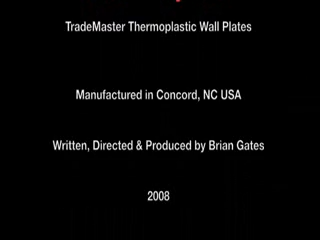 TradeMaster Thermoplastic Wall Plates
Manufactured in Concord, NC USA
Written, Directed & Produced by Brian Gates
2008